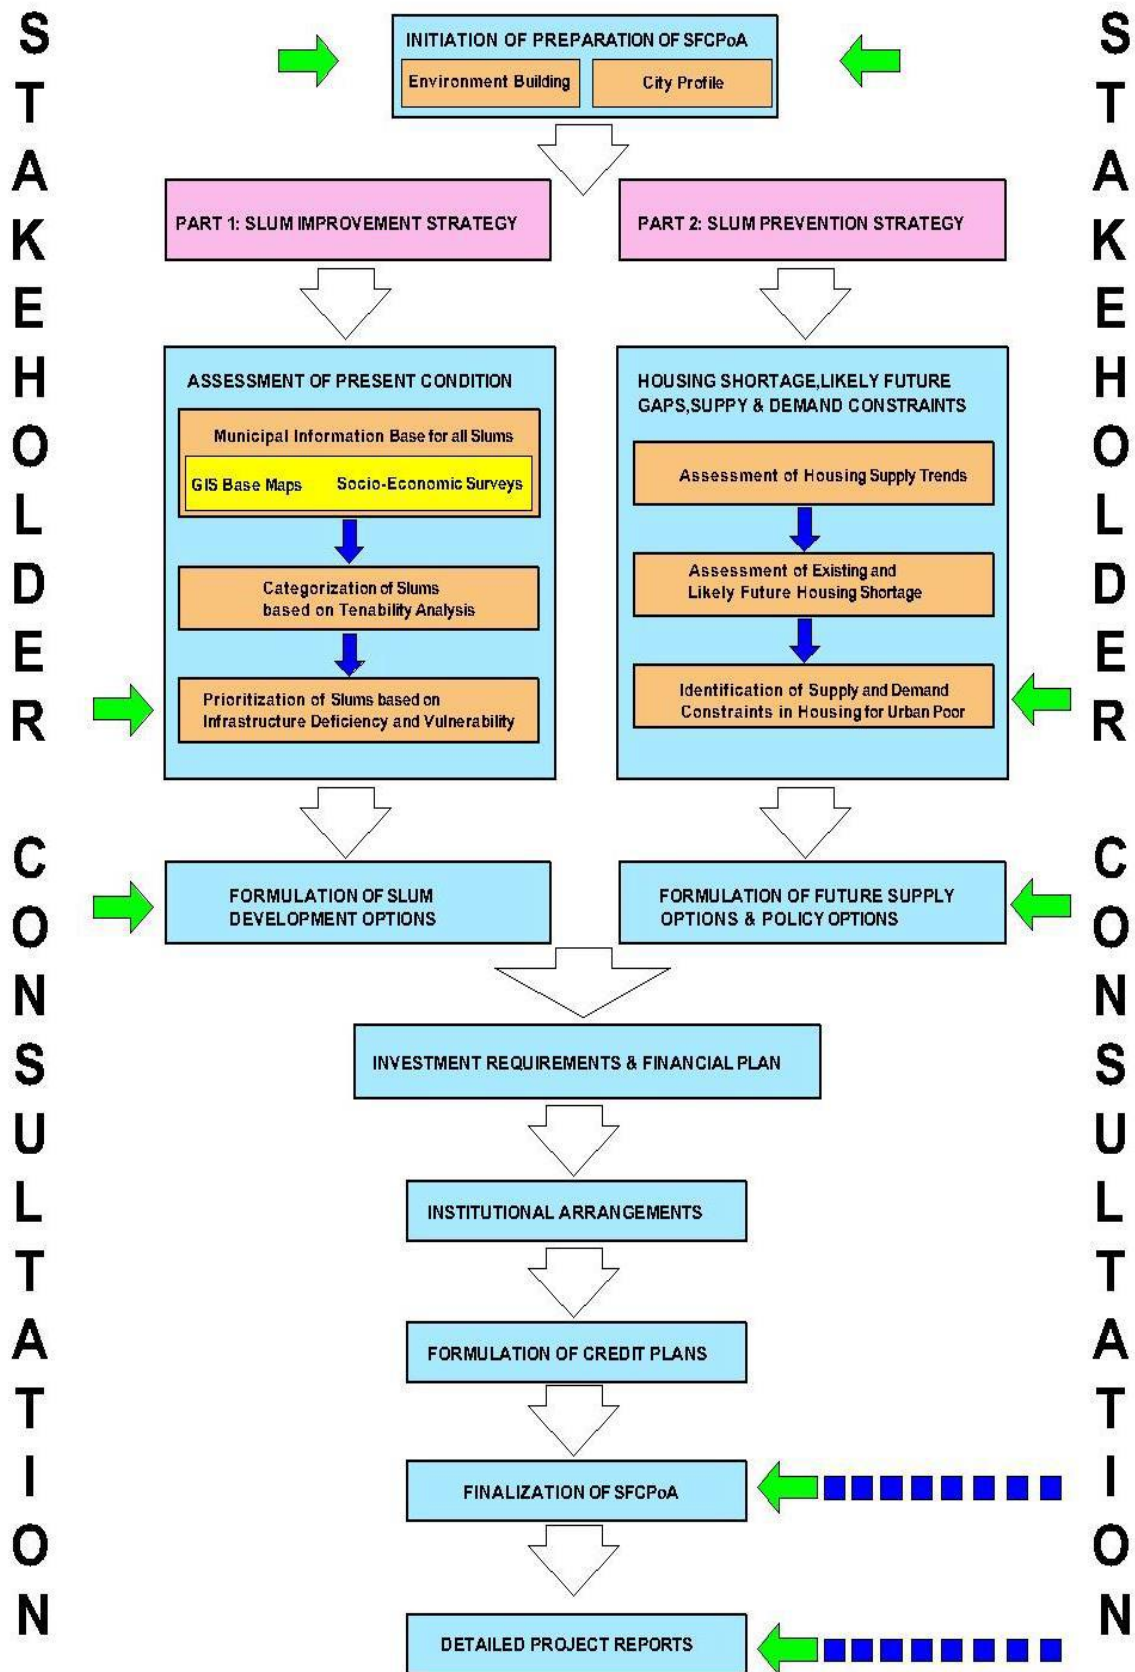 STAKEHOLDER CONSULTATION
INITIATION OF PREPARATION OF SFCPoA
Environment Building
City Profile
PART 1: SLUM IMPROVEMENT STRATEGY
PART 2: SLUM PREVENTION STRATEGY
ASSESSMENT OF PRESENT CONDITION
Municipal Information Base for all Slums
GIS Base Maps
Socio-Economic Surveys
Categorization of Slums
based on Tenability Analysis
Prioritization of Slums based on
Infrastructure Deficiency and Vulnerability
HOUSING SHORTAGE,LIKELY FUTURE
GAPS,SUPPY & DEMAND CONSTRAINTS
Assessment of Housing Supply Trends
Assessment of Existing and
Likely Future Housing Shortage
Identification of Supply and Demand
Constraints in Housing for Urban Poor
FORMULATION OF SLUM
DEVELOPMENT OPTIONS
FORMULATION OF FUTURE SUPPLY
OPTIONS & POLICY OPTIONS
INVESTMENT REQUIREMENTS & FINANCIAL PLAN
INSTITUTIONAL ARRANGEMENTS
FORMULATION OF CREDIT PLANS
FINALIZATION OF SFCPoA
DETAILED PROJECT REPORTS
STAKEHOLDER CONSULTATION